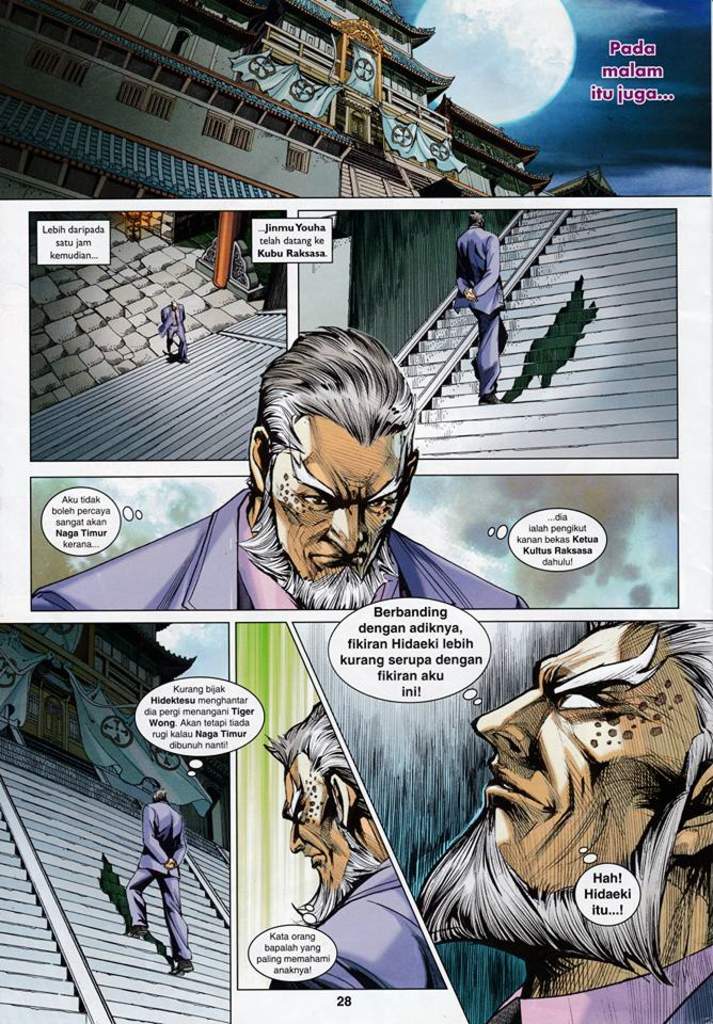 Pada
malam
itu juga...
Lebih daripada
satu jam
kemudian...
...Jinmu Youha
telah datang ke
Kubu Raksasa.
Aku tidak
boleh percaya
sangat akan
Naga Timur
kerana...
...dia
ialah pengikut
kanan bekas Ketua
Kultus Raksasa
dahulu!
Kurang bijak
Hidektesu menghantar
dia pergi menangani Tiger
Wong. Akan tetapi tiada
rugi kalau Naga Timur
dibunuh nanti!
Berbanding
dengan adiknya,
fikiran Hidaeki lebih
kurang serupa dengan
fikiran aku
ini!
Kata orang
bapalah yang
paling memahami
anaknya!
Hah!
Hidaeki
itu...!
28